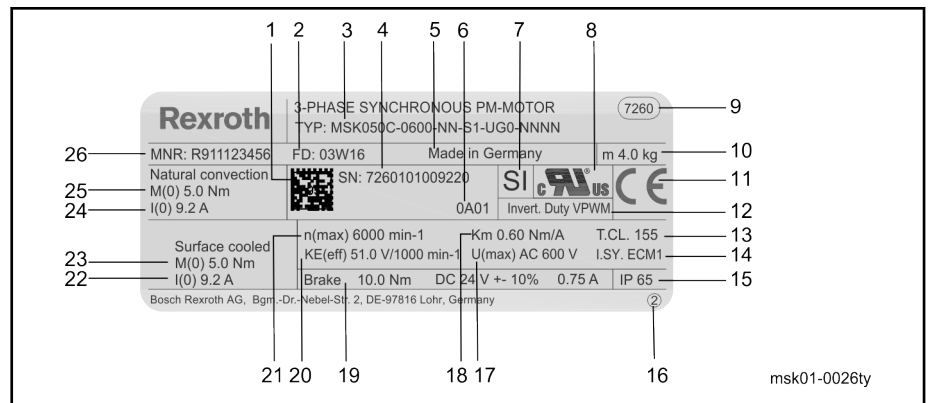 1 2 3 4 5 6 7 8
Rexroth
3-PHASE SYNCHRONOUS PM-MOTOR
TYP: MSK050C-0600-NN-S1-UG0-NNNN
7260 9
26 MNR: R911123456 FD: 03W16 Made in Germany m 4.0 kg 10
Natural convection
25 M(0) 5.0 Nm
24 I(0) 9.2 A
SN: 7260101009220
0A01
SI c RU® US CE 11
Invert. Duty VPWM 12
Surface cooled
23 M(0) 5.0 Nm
22 I(0) 9.2 A
n(max) 6000 min-1 Km 0.60 Nm/A T.CL. 155 13
KE(eff) 51.0 V/1000 min-1 U(max) AC 600 V I.SY. ECM1 14
Brake 10.0 Nm DC 24 V +- 10% 0.75 A IP 65 15
Bosch Rexroth AG, Bgm.-Dr.-Nebel-Str. 2, DE-97816 Lohr, Germany 2
21 20 19 18 17 16
msk01-0026ty